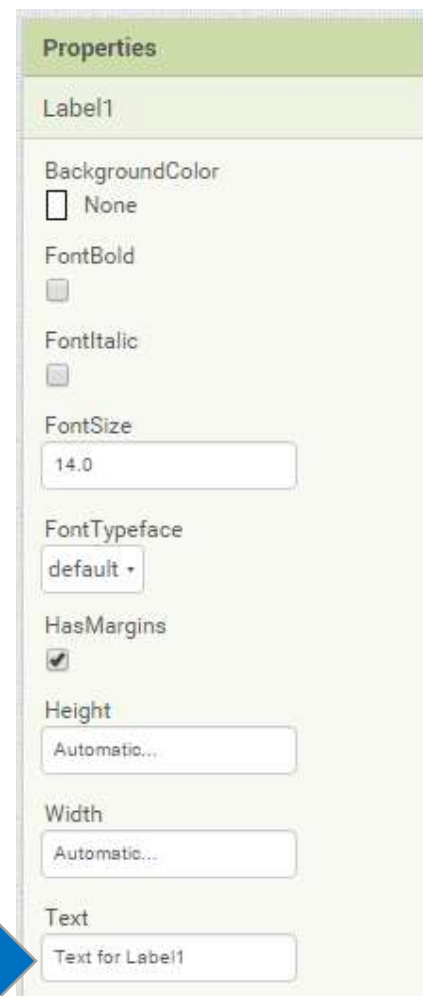 Properties
Label1
BackgroundColor
None
FontBold
FontItalic
FontSize
14.0
FontTypeface
default
HasMargins
Height
Automatic...
Width
Automatic...
Text
Text for Label1